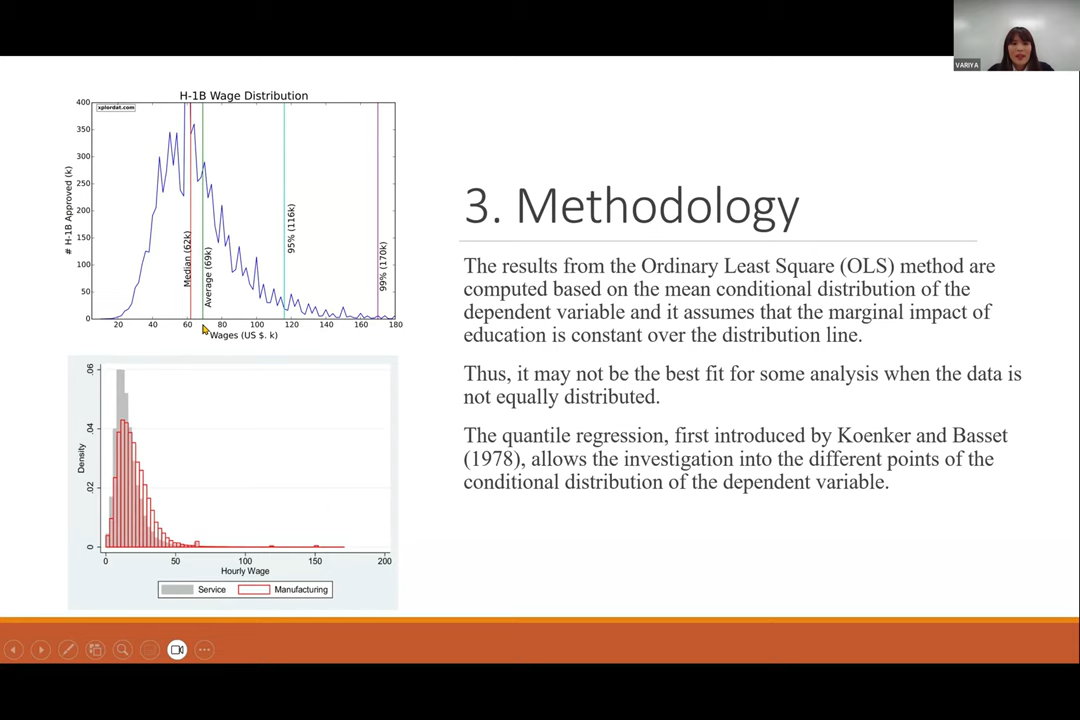 VARIYA
H-1B Wage Distribution
xplordat.com
400
350
300
250
200
150
100
50
0
# H-1B Approved (k)
Median (62k)
Average (69k)
95% (116k)
99% (170k)
20 40 60 80 100 120 140 160 180
Wages (US $. k)
.06
.04
.02
0
Density
0 50 100 150 200
Hourly Wage
Service Manufacturing
3. Methodology
The results from the Ordinary Least Square (OLS) method are
computed based on the mean conditional distribution of the
dependent variable and it assumes that the marginal impact of
education is constant over the distribution line.
Thus, it may not be the best fit for some analysis when the data is
not equally distributed.
The quantile regression, first introduced by Koenker and Basset
(1978), allows the investigation into the different points of the
conditional distribution of the dependent variable.